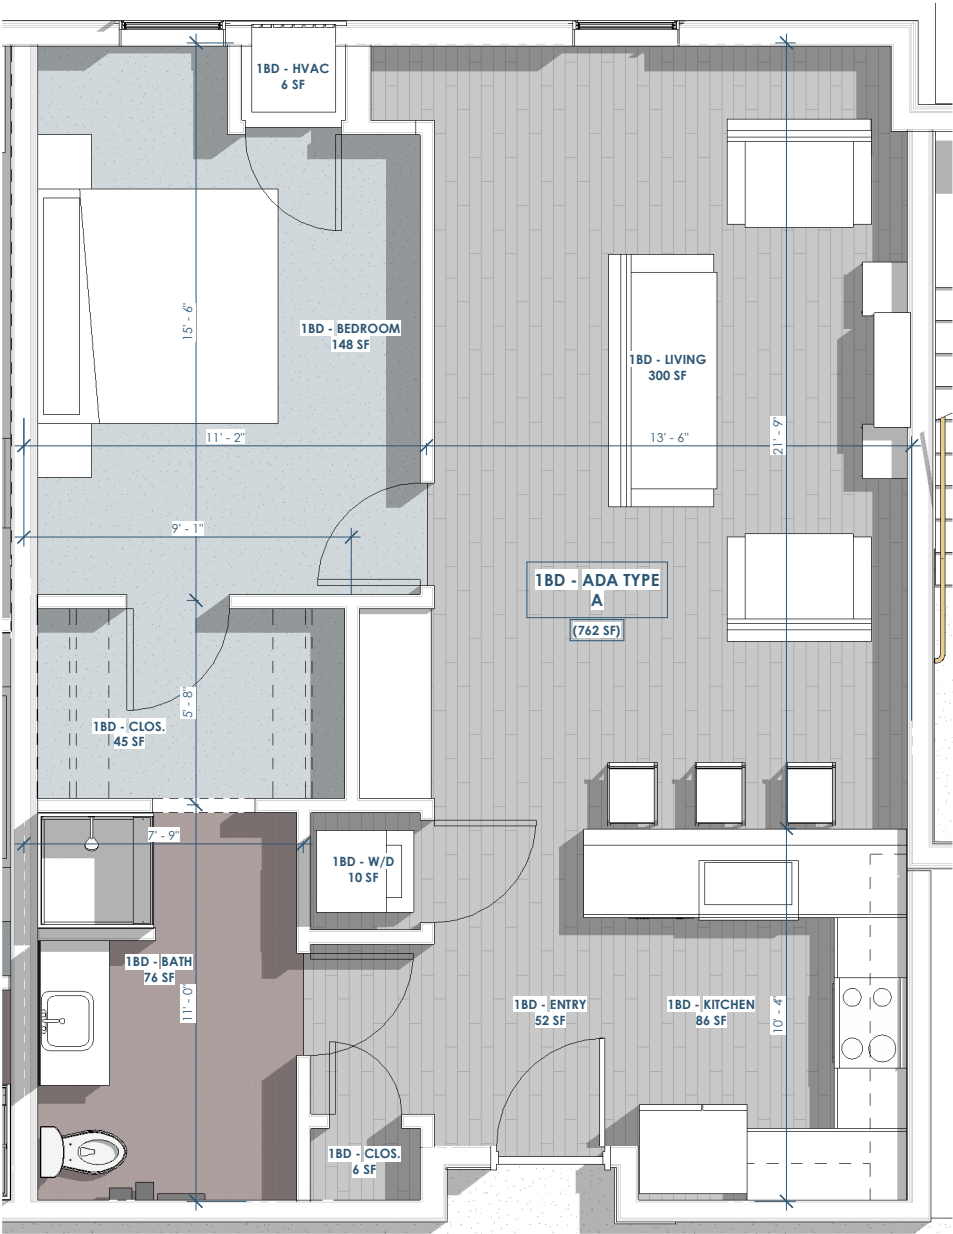 1BD - HVAC
6 SF
15' - 6"
1BD - BEDROOM
148 SF
1BD - LIVING
300 SF
11' - 2"
13' - 6"
21' - 9"
9' - 1"
1BD - ADA TYPE
A
(762 SF)
5' - 8"
1BD - CLOS.
45 SF
7' - 9"
1BD - W/D
10 SF
1BD - BATH
76 SF
11' - 0"
1BD - ENTRY
52 SF
1BD - KITCHEN
86 SF
10' - 4"
1BD - CLOS.
6 SF